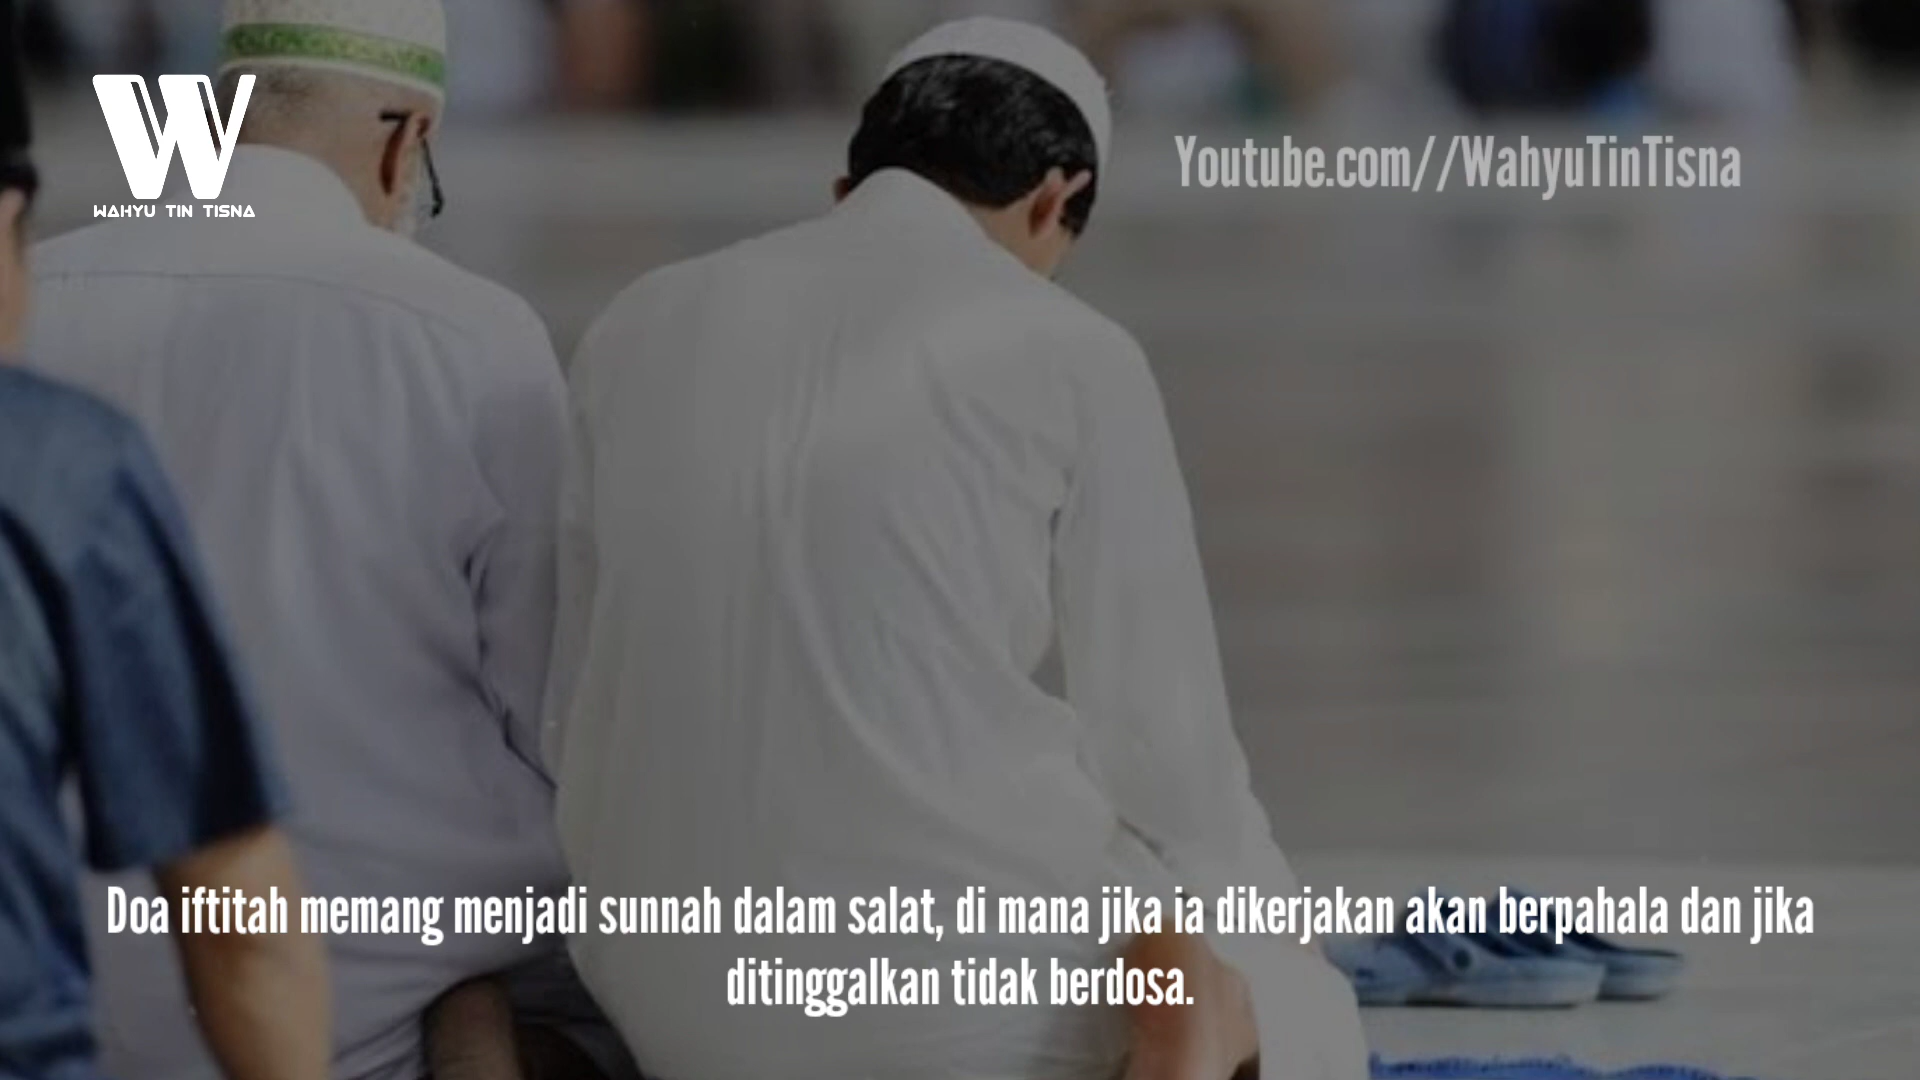 WAHYU TIN TISNA
Youtube.com//WahyuTinTisna
Doa iftitah memang menjadi sunnah dalam salat, di mana jika ia dikerjakan akan berpahala dan jika
ditinggalkan tidak berdosa.